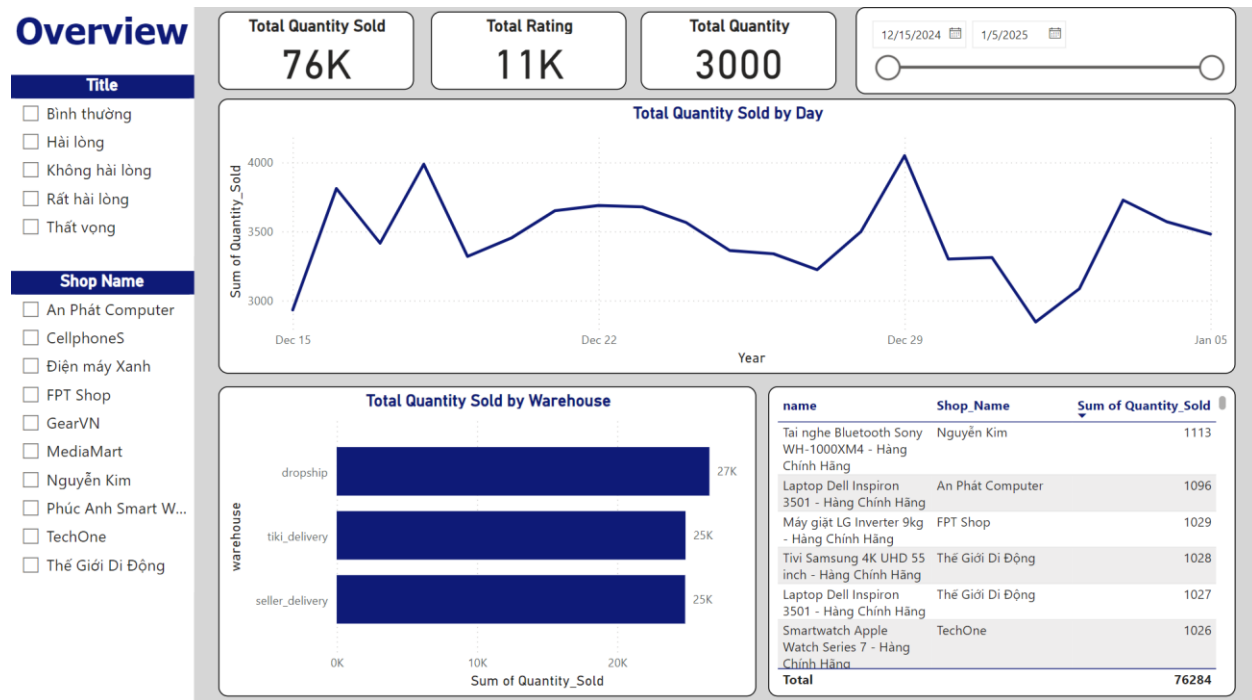 Overview
Title
Bình thường
Hài lòng
Không hài lòng
Rất hài lòng
Thất vọng
Shop Name
An Phát Computer
CellphoneS
Điện máy Xanh
FPT Shop
GearVN
MediaMart
Nguyễn Kim
Phúc Anh Smart W...
TechOne
Thế Giới Di Động
Total Quantity Sold
76K
Total Rating
11K
Total Quantity
3000
12/15/2024
1/5/2025
Total Quantity Sold by Day
Sum of Quantity_Sold
4000
3500
3000
Dec 15
Dec 22
Dec 29
Jan 05
Year
Total Quantity Sold by Warehouse
warehouse
dropship
27K
tiki_delivery
25K
seller_delivery
25K
0K
10K
20K
Sum of Quantity_Sold
name Shop_Name Sum of Quantity_Sold
Tai nghe Bluetooth Sony Nguyễn Kim 1113
WH-1000XM4 - Hàng
Chính Hãng
Laptop Dell Inspiron An Phát Computer 1096
3501 - Hàng Chính Hãng
Máy giặt LG Inverter 9kg FPT Shop 1029
- Hàng Chính Hãng
Tivi Samsung 4K UHD 55 Thế Giới Di Động 1028
inch - Hàng Chính Hãng
Laptop Dell Inspiron Thế Giới Di Động 1027
3501 - Hàng Chính Hãng
Smartwatch Apple TechOne 1026
Watch Series 7 - Hàng
Chính Hãng
Total 76284